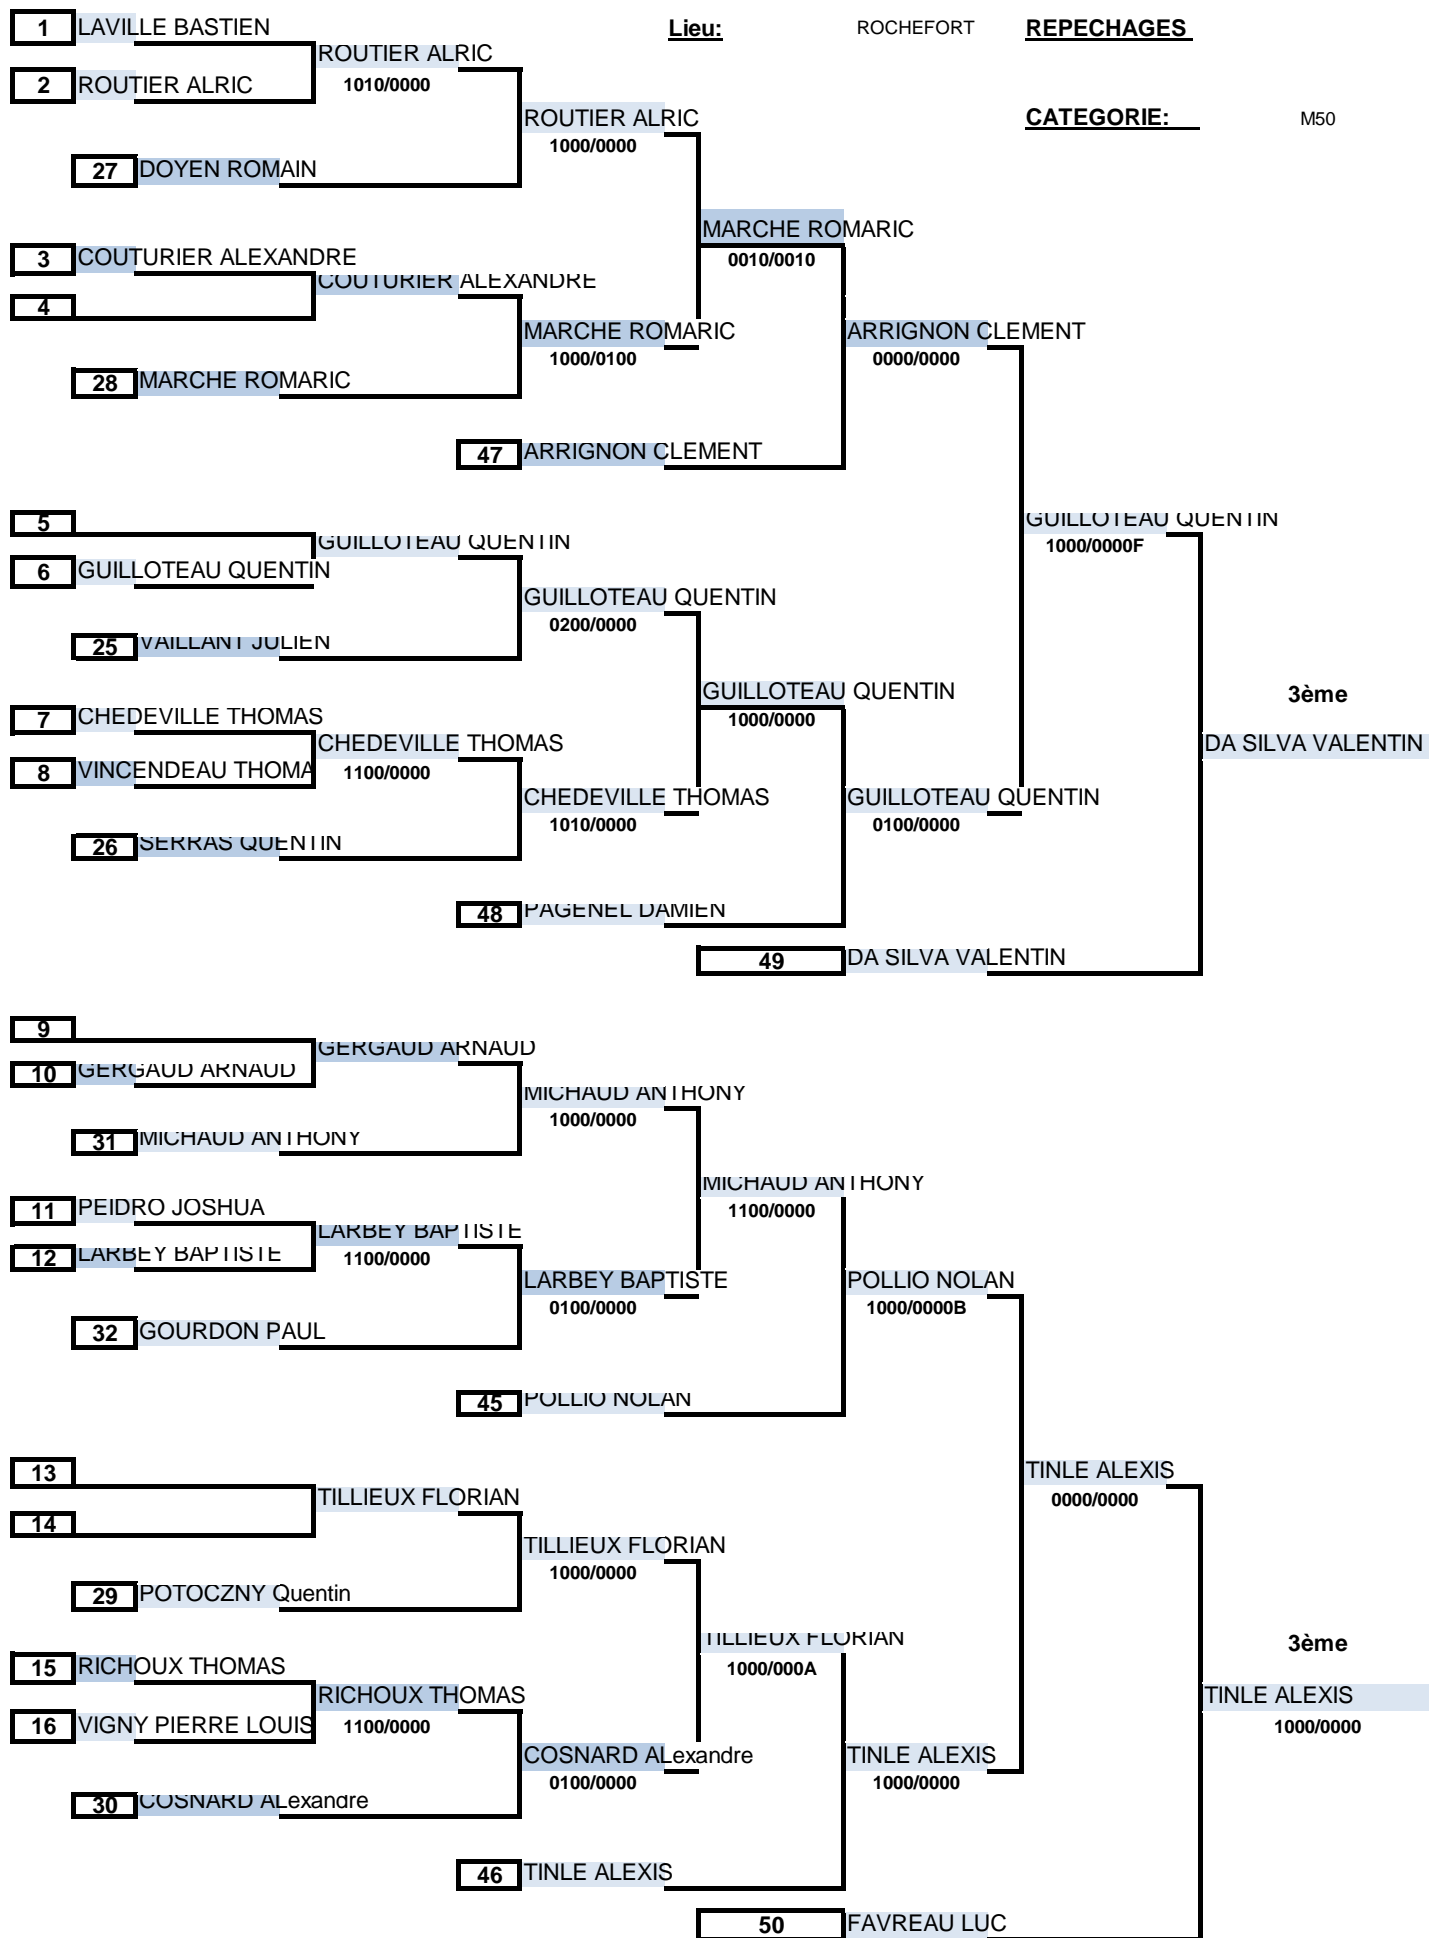 1 LAVILLE BASTIEN Lieu: ROCHEFORT REPECHAGES
ROUTIER ALRIC
2 ROUTIER ALRIC 1010/0000
ROUTIER ALRIC CATEGORIE: M50
1000/0000
27 DOYEN ROMAIN
MARCHE ROMARIC
3 COUTURIER ALEXANDRE 0010/0010
COUTURIER ALEXANDRE
4
MARCHE ROMARIC ARRIGNON CLEMENT
1000/0100 0000/0000
28 MARCHE ROMARIC
47 ARRIGNON CLEMENT
5 GUILLOTEAU QUENTIN
GUILLOTEAU QUENTIN 1000/0000F
6 GUILLOTEAU QUENTIN
GUILLOTEAU QUENTIN
0200/0000
25 VAILLANT JULIEN
GUILLOTEAU QUENTIN 3ème
7 CHEDEVILLE THOMAS 1000/0000
CHEDEVILLE THOMAS DA SILVA VALENTIN
8 VINCENDEAU THOMA 1100/0000
CHEDEVILLE THOMAS GUILLOTEAU QUENTIN
1010/0000 0100/0000
26 SERRAS QUENTIN
48 PAGENEL DAMIEN
49 DA SILVA VALENTIN
9
GERGAUD ARNAUD
10 GERGAUD ARNAUD
MICHAUD ANTHONY
1000/0000
31 MICHAUD ANTHONY
MICHAUD ANTHONY
11 PEIDRO JOSHUA 1100/0000
LARBEY BAPTISTE
12 LARBEY BAPTISTE 1100/0000
LARBEY BAPTISTE POLLIO NOLAN
0100/0000 1000/0000B
32 GOURDON PAUL
45 POLLIO NOLAN
13 TINLE ALEXIS
TILLIEUX FLORIAN 0000/0000
14
TILLIEUX FLORIAN
1000/0000
29 POTOCZNY Quentin
TILLIEUX FLORIAN 3ème
15 RICHOUX THOMAS 1000/000A
RICHOUX THOMAS TINLE ALEXIS
16 VIGNY PIERRE LOUIS 1100/0000 1000/0000
COSNARD ALexandre TINLE ALEXIS
0100/0000 1000/0000
30 COSNARD ALexandre
46 TINLE ALEXIS
50 FAVREAU LUC